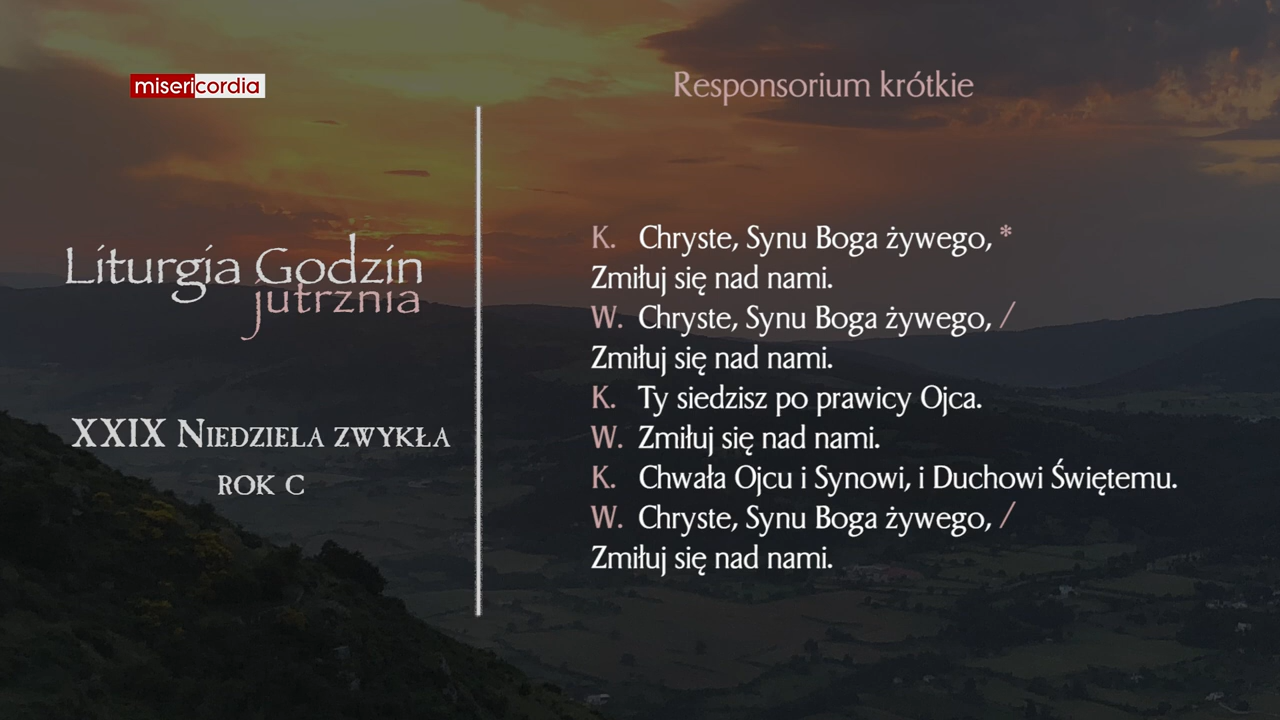 misericordia
Liturgia Godzin
jutrznia
XXIX Niedziela zwykła
rok C
Responsorium krótkie
K. Chryste, Synu Boga żywego, *
Zmiłuj się nad nami.
W. Chryste, Synu Boga żywego, /
Zmiłuj się nad nami.
K. Ty siedzisz po prawicy Ojca.
W. Zmiłuj się nad nami.
K. Chwała Ojcu i Synowi, i Duchowi Świętemu.
W. Chryste, Synu Boga żywego, /
Zmiłuj się nad nami.